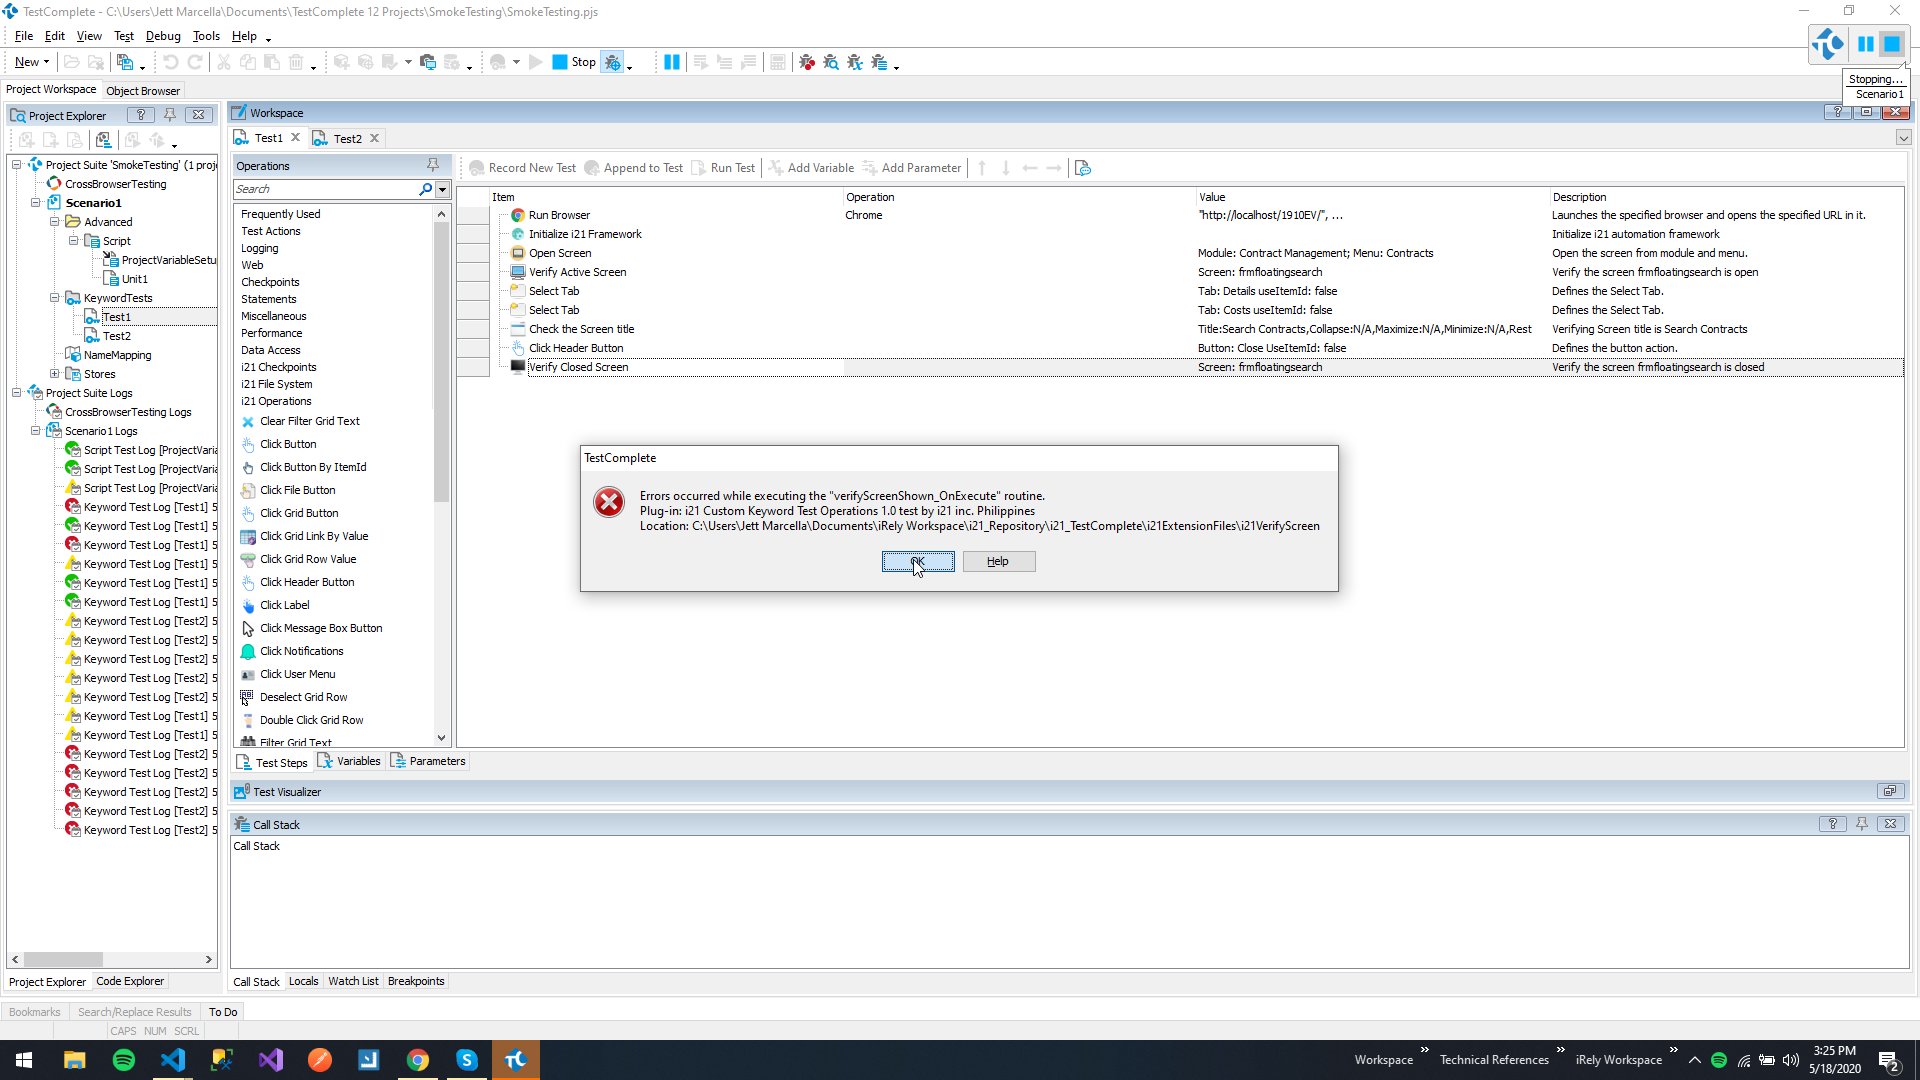 TestComplete - C:\Users\Jett Marcella\Documents\TestComplete 12 Projects\SmokeTesting\SmokeTesting.pjs
File Edit View Test Debug Tools Help
New
Stop
Stopping...
Scenario1
Project Workspace Object Browser
Project Explorer
Project Suite 'SmokeTesting' (1 proj
CrossBrowserTesting
Scenario1
Advanced
Script
ProjectVariableSetu
Unit1
KeywordTests
Test1
Test2
NameMapping
Stores
Project Suite Logs
CrossBrowserTesting Logs
Scenario1 Logs
Script Test Log [ProjectVaria
Script Test Log [ProjectVaria
Script Test Log [ProjectVaria
Keyword Test Log [Test1] 5
Keyword Test Log [Test1] 5
Keyword Test Log [Test1] 5
Keyword Test Log [Test1] 5
Keyword Test Log [Test1] 5
Keyword Test Log [Test1] 5
Keyword Test Log [Test2] 5
Keyword Test Log [Test2] 5
Keyword Test Log [Test2] 5
Keyword Test Log [Test2] 5
Keyword Test Log [Test2] 5
Keyword Test Log [Test1] 5
Keyword Test Log [Test1] 5
Keyword Test Log [Test2] 5
Keyword Test Log [Test2] 5
Keyword Test Log [Test2] 5
Keyword Test Log [Test2] 5
Keyword Test Log [Test2] 5
Project Explorer Code Explorer
Workspace
Test1 Test2
Operations
Search
Frequently Used
Test Actions
Logging
Web
Checkpoints
Statements
Miscellaneous
Performance
Data Access
i21 Checkpoints
i21 File System
i21 Operations
Clear Filter Grid Text
Click Button
Click Button By ItemId
Click File Button
Click Grid Button
Click Grid Link By Value
Click Grid Row Value
Click Header Button
Click Label
Click Message Box Button
Click Notifications
Click User Menu
Deselect Grid Row
Double Click Grid Row
Filter Grid Text
Record New Test Append to Test Run Test Add Variable Add Parameter
Item Operation Value Description
Run Browser Chrome "http://localhost/1910EV/", ... Launches the specified browser and opens the specified URL in it.
Initialize i21 Framework Initialize i21 automation framework
Open Screen Module: Contract Management; Menu: Contracts Open the screen from module and menu.
Verify Active Screen Screen: frmfloatingsearch Verify the screen frmfloatingsearch is open
Select Tab Tab: Details useItemId: false Defines the Select Tab.
Select Tab Tab: Costs useItemId: false Defines the Select Tab.
Check the Screen title Title:Search Contracts,Collapse:N/A,Maximize:N/A,Minimize:N/A,Rest Verifying Screen title is Search Contracts
Click Header Button Button: Close UseItemId: false Defines the button action.
Verify Closed Screen Screen: frmfloatingsearch Verify the screen frmfloatingsearch is closed
TestComplete
Errors occurred while executing the "verifyScreenShown_OnExecute" routine.
Plug-in: i21 Custom Keyword Test Operations 1.0 test by i21 inc. Philippines
Location: C:\Users\Jett Marcella\Documents\iRely Workspace\i21_Repository\i21_TestComplete\i21ExtensionFiles\i21VerifyScreen
OK Help
Test Steps Variables Parameters
Test Visualizer
Call Stack
Call Stack
Call Stack Locals Watch List Breakpoints
Bookmarks Search/Replace Results To Do
CAPS NUM SCRL
Workspace Technical References iRely Workspace
3:25 PM
5/18/2020
2